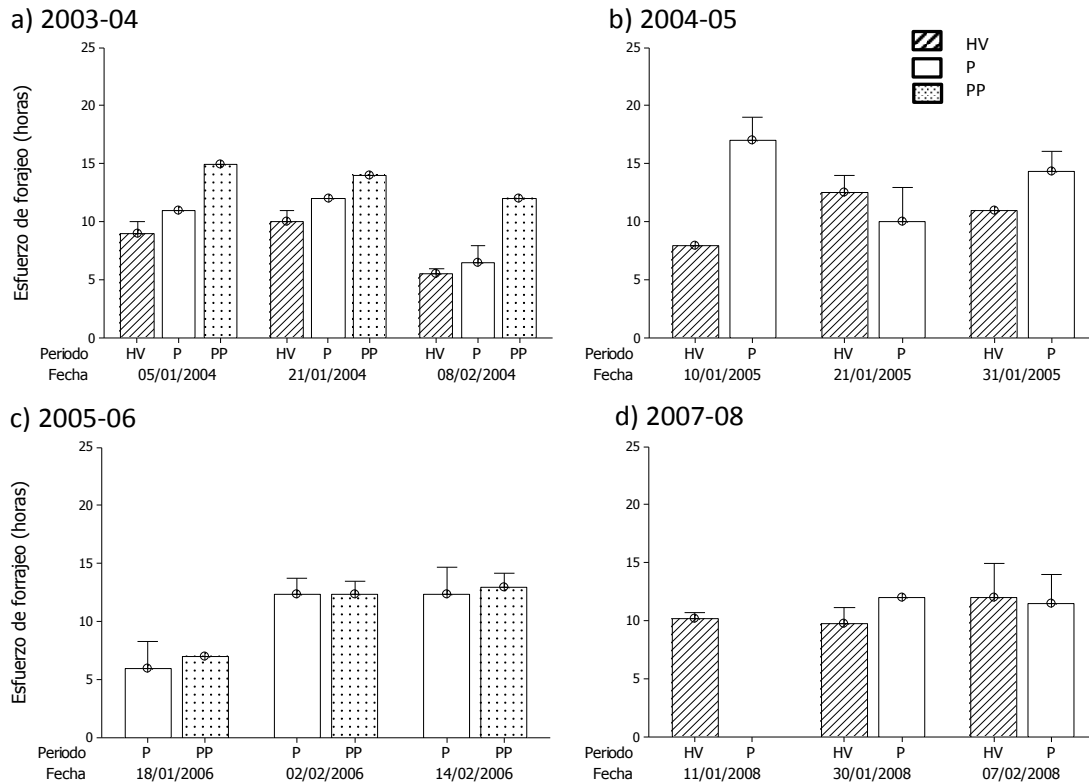 a) 2003-04
25
20
15
10
5
0
Esfuerzo de forajeo (horas)
Periodo HV P PP HV P PP HV P PP
Fecha 05/01/2004 21/01/2004 08/02/2004
b) 2004-05
HV
P
PP
25
20
15
10
5
0
Periodo HV P HV P HV P
Fecha 10/01/2005 21/01/2005 31/01/2005
c) 2005-06
25
20
15
10
5
0
Esfuerzo de forrajeo (horas)
Periodo P PP P PP P PP
Fecha 18/01/2006 02/02/2006 14/02/2006
d) 2007-08
25
20
15
10
5
0
Periodo HV P HV P HV P
Fecha 11/01/2008 30/01/2008 07/02/2008